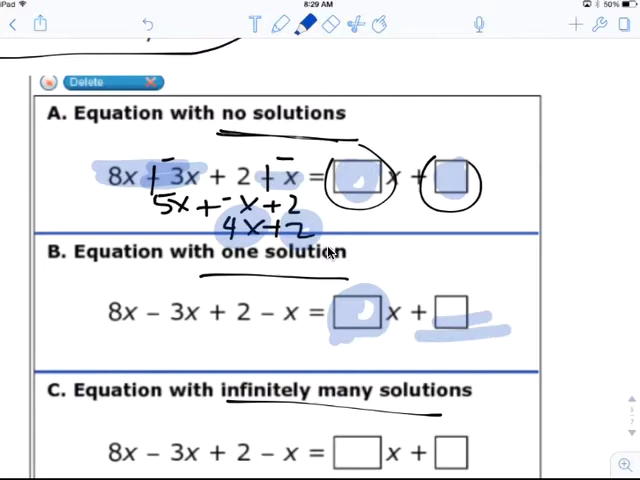 iPad
8:29 AM
50%
Delete
A. Equation with no solutions
8x - 3x + 2 - x = x +
5x + -x + 2
4x + 2
B. Equation with one solution
8x − 3x + 2 − x = x +
C. Equation with infinitely many solutions
8x − 3x + 2 − x = x +